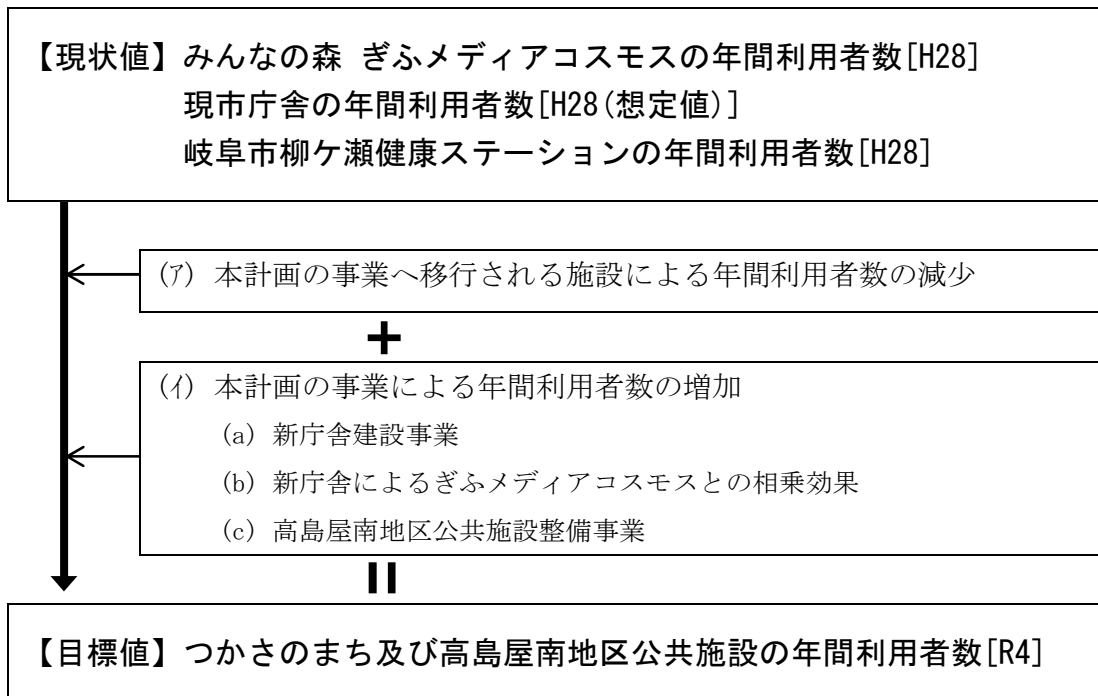 【現状値】みんなの森 ぎふメディアコスモスの年間利用者数[H28]
現市庁舎の年間利用者数[H28(想定値)]
岐阜市柳ケ瀬健康ステーションの年間利用者数[H28]
(ｱ) 本計画の事業へ移行される施設による年間利用者数の減少
+
(ｲ) 本計画の事業による年間利用者数の増加
(a) 新庁舎建設事業
(b) 新庁舎によるぎふメディアコスモスとの相乗効果
(c) 高島屋南地区公共施設整備事業
=
【目標値】つかさのまち及び高島屋南地区公共施設の年間利用者数[R4]